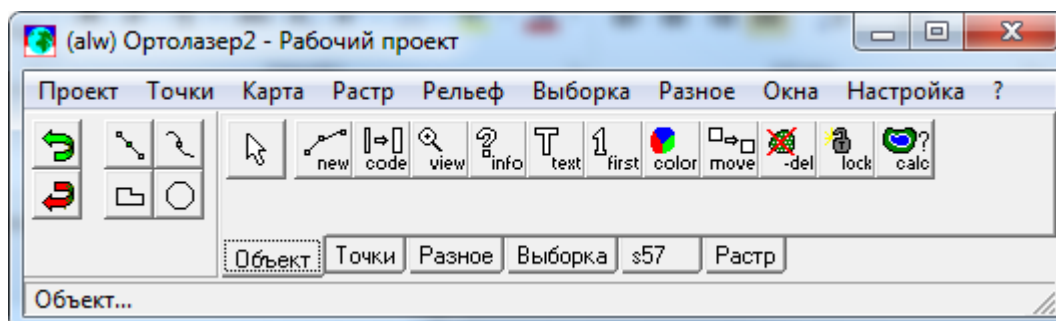 (alw) Ортолазер2 - Рабочий проект
Проект Точки Карта Растр Рельеф Выборка Разное Окна Настройка ?
new code view info text first color move -del lock calc
Объект Точки Разное Выборка s57 Растр
Объект...